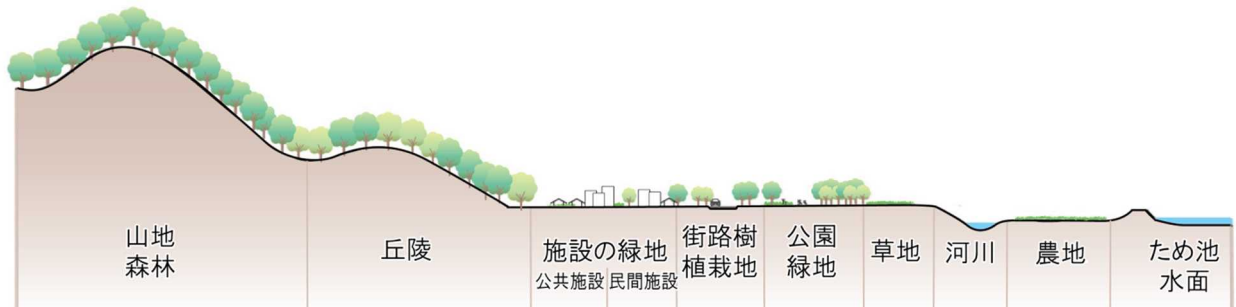 山地
森林
丘陵
施設の緑地
公共施設
民間施設
街路樹
植栽地
公園
緑地
草地
河川
農地
ため池
水面